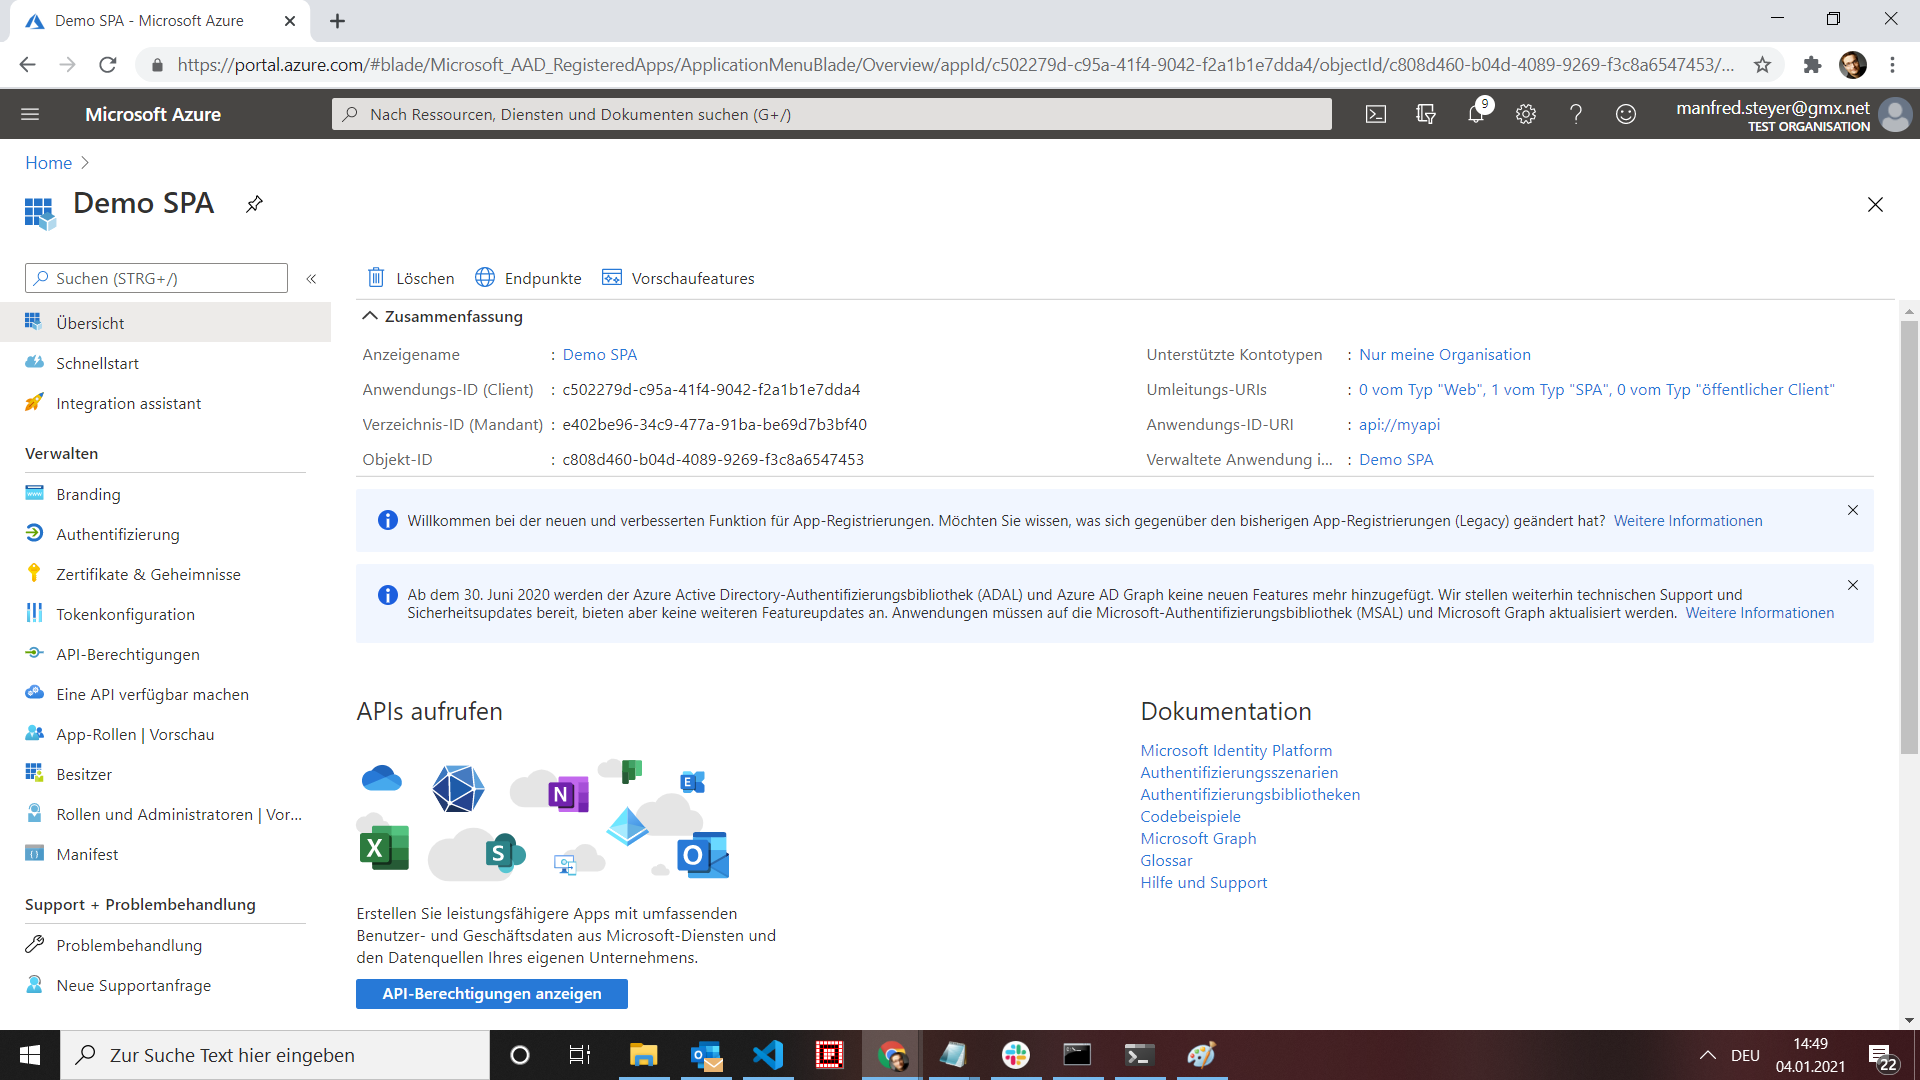 Demo SPA - Microsoft Azure
https://portal.azure.com/#blade/Microsoft_AAD_RegisteredApps/ApplicationMenuBlade/Overview/appId/c502279d-c95a-41f4-9042-f2a1b1e7dda4/objectId/c808d460-b04d-4089-9269-f3c8a6547453/...
Microsoft Azure
Nach Ressourcen, Diensten und Dokumenten suchen (G+/)
9
manfred.steyer@gmx.net
TEST ORGANISATION
Home
Demo SPA
Suchen (STRG+/)
«
Löschen
Endpunkte
Vorschaufeatures
Übersicht
Schnellstart
Integration assistant
Verwalten
Branding
Authentifizierung
Zertifikate & Geheimnisse
Tokenkonfiguration
API-Berechtigungen
Eine API verfügbar machen
App-Rollen | Vorschau
Besitzer
Rollen und Administratoren | Vor...
Manifest
Support + Problembehandlung
Problembehandlung
Neue Supportanfrage
Zusammenfassung
Anzeigename : Demo SPA
Anwendungs-ID (Client) : c502279d-c95a-41f4-9042-f2a1b1e7dda4
Verzeichnis-ID (Mandant) : e402be96-34c9-477a-91ba-be69d7b3bf40
Objekt-ID : c808d460-b04d-4089-9269-f3c8a6547453
Unterstützte Kontotypen : Nur meine Organisation
Umleitungs-URIs : 0 vom Typ "Web", 1 vom Typ "SPA", 0 vom Typ "öffentlicher Client"
Anwendungs-ID-URI : api://myapi
Verwaltete Anwendung i... : Demo SPA
Willkommen bei der neuen und verbesserten Funktion für App-Registrierungen. Möchten Sie wissen, was sich gegenüber den bisherigen App-Registrierungen (Legacy) geändert hat? Weitere Informationen
Ab dem 30. Juni 2020 werden der Azure Active Directory-Authentifizierungsbibliothek (ADAL) und Azure AD Graph keine neuen Features mehr hinzugefügt. Wir stellen weiterhin technischen Support und
Sicherheitsupdates bereit, bieten aber keine weiteren Featureupdates an. Anwendungen müssen auf die Microsoft-Authentifizierungsbibliothek (MSAL) und Microsoft Graph aktualisiert werden. Weitere Informationen
APIs aufrufen
N
E
X
S
O
Erstellen Sie leistungsfähigere Apps mit umfassenden
Benutzer- und Geschäftsdaten aus Microsoft-Diensten und
den Datenquellen Ihres eigenen Unternehmens.
API-Berechtigungen anzeigen
Dokumentation
Microsoft Identity Platform
Authentifizierungsszenarien
Authentifizierungsbibliotheken
Codebeispiele
Microsoft Graph
Glossar
Hilfe und Support
Zur Suche Text hier eingeben
DEU
14:49
04.01.2021
22